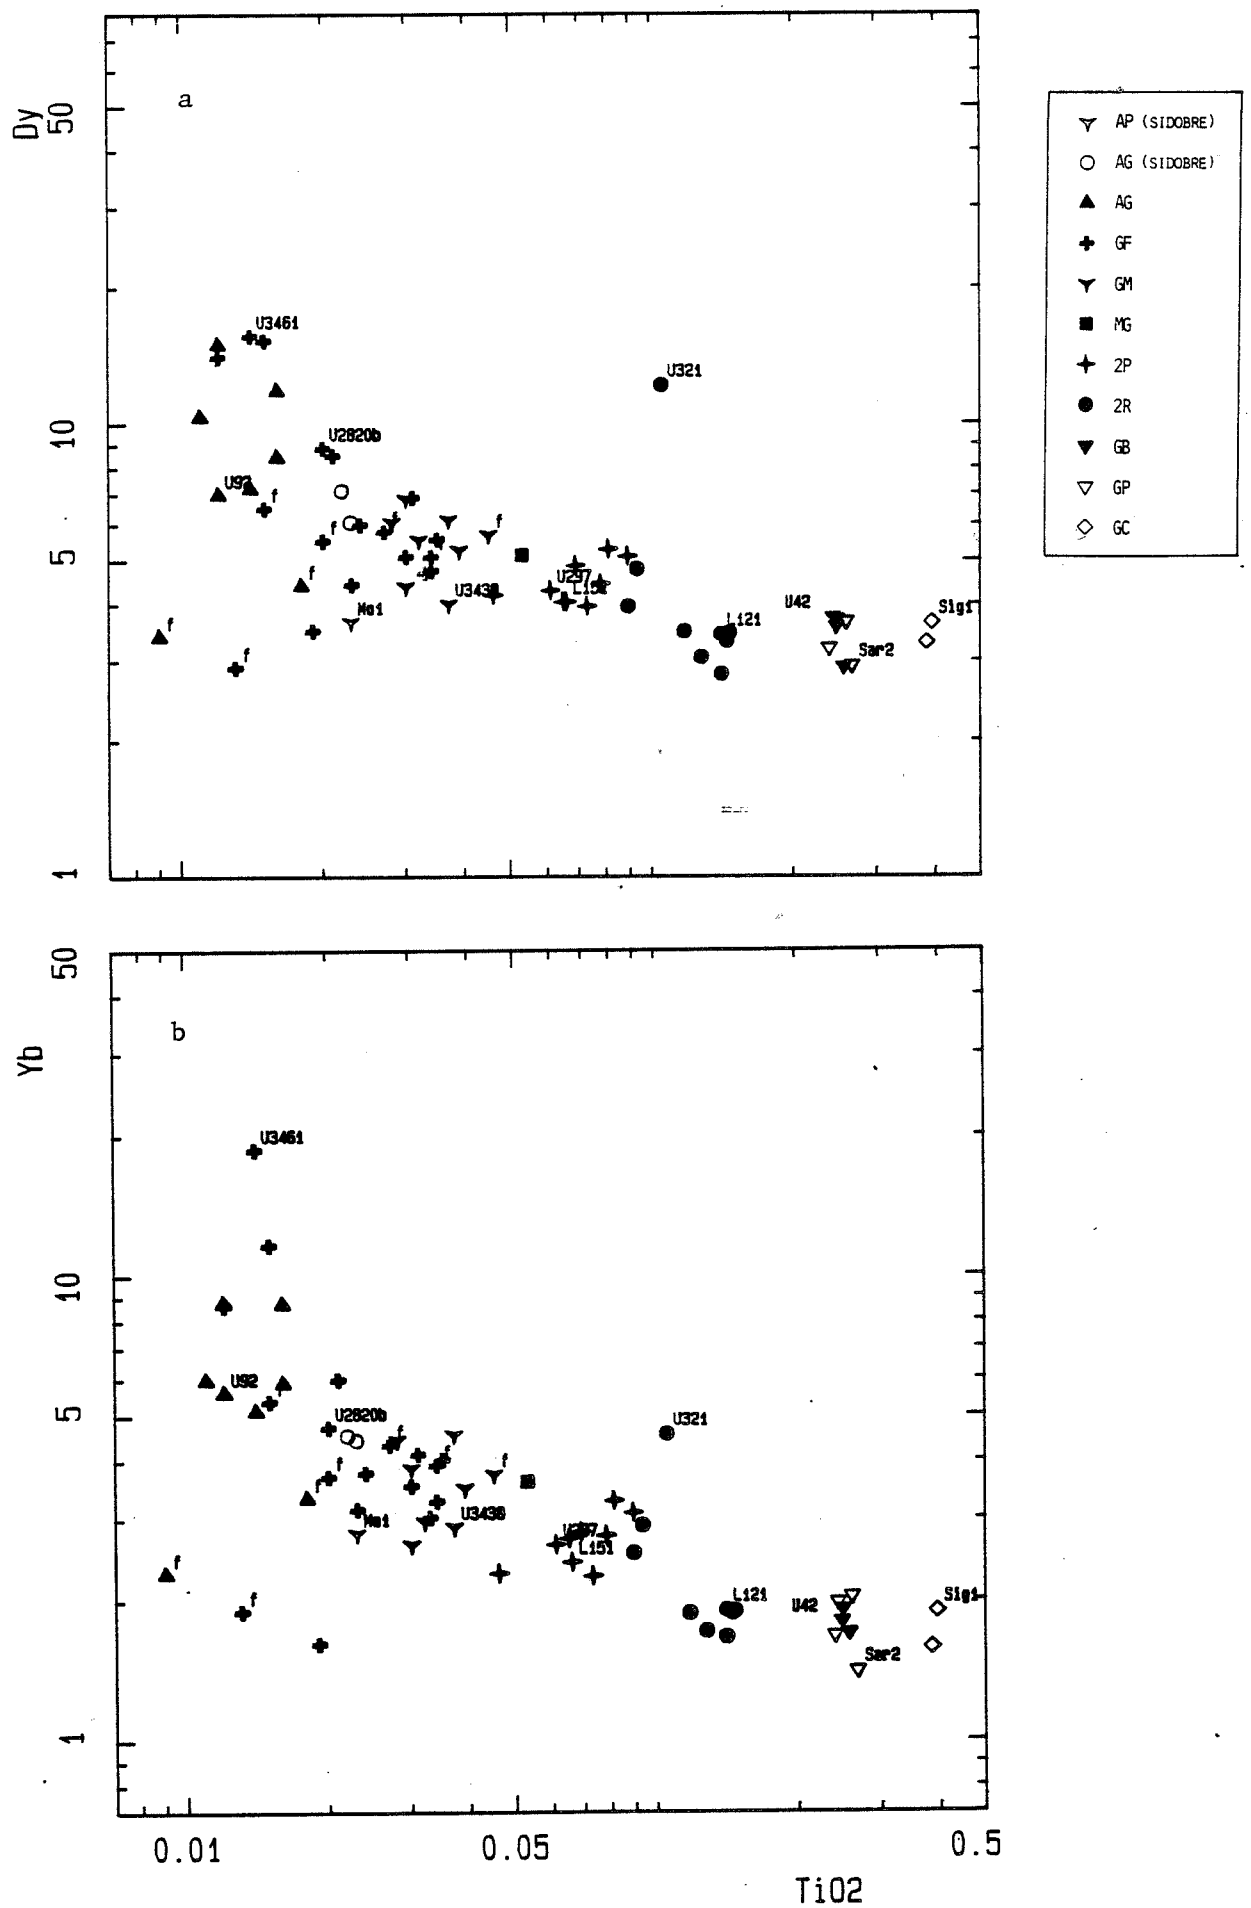 a
Dy
50
10
5
1
U3461
U321
U2820b
U92
f
f
f
f
f
f
f
Mo1
U3438
U297
L151
L121
U42
Sar2
Sig1
AP (SIDOBRE)
AG (SIDOBRE)
AG
GF
GM
MG
2P
2R
GB
GP
GC
b
Yb
50
10
5
1
U3461
U92
U2820b
U321
f
f
f
f
f
f
f
Mo1
U3438
L151
L121
U42
Sar2
Sig1
0.01
0.05
0.5
TiO2